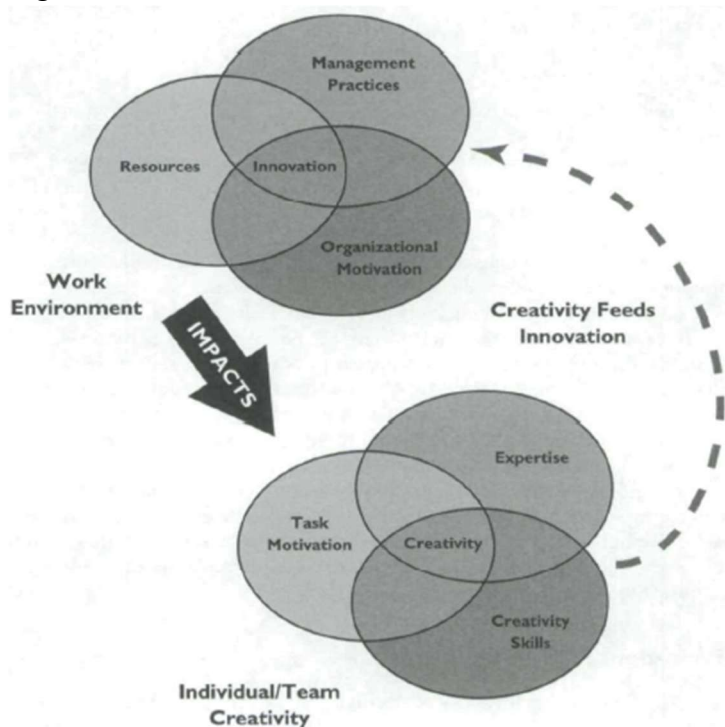 Management
Practices
Resources
Innovation
Organizational
Motivation
Work
Environment
IMPACTS
Creativity Feeds
Innovation
Expertise
Task
Motivation
Creativity
Creativity
Skills
Individual/Team
Creativity